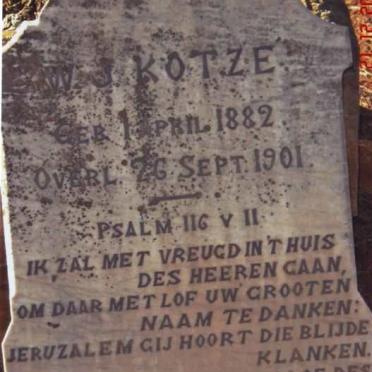 W. J. KOTZE
GEB. 1 APRIL 1882
OVERL. 26 SEPT. 1901
PSALM 116 V 11
IK ZAL MET VREUGD IN'T HUIS
DES HEEREN GAAN,
OM DAAR MET LOF UW' GROOTEN
NAAM TE DANKEN:
JERUZALEM GIJ HOORT DIE BLIJDE
KLANKEN.